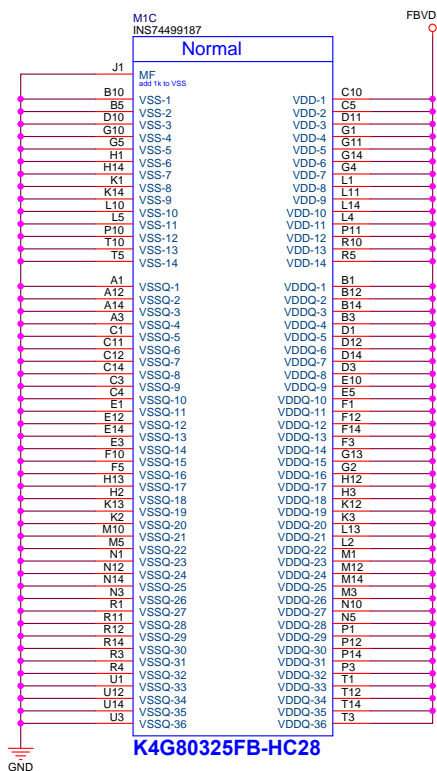 M1C
INS74499187
FBVD
Normal
J1 MF
add 1k to VSS
B10 VSS-1 VDD-1 C10
B5 VSS-2 VDD-2 C5
D10 VSS-3 VDD-3 D11
G10 VSS-4 VDD-4 G1
G5 VSS-5 VDD-5 G11
H1 VSS-6 VDD-6 G14
H14 VSS-7 VDD-7 G4
K1 VSS-8 VDD-8 L1
K14 VSS-9 VDD-9 L11
L10 VSS-10 VDD-10 L14
L5 VSS-11 VDD-11 L4
P10 VSS-12 VDD-12 P11
T10 VSS-13 VDD-13 R10
T5 VSS-14 VDD-14 R5
A1 VSSQ-1 VDDQ-1 B1
A12 VSSQ-2 VDDQ-2 B12
A14 VSSQ-3 VDDQ-3 B14
A3 VSSQ-4 VDDQ-4 B3
C1 VSSQ-5 VDDQ-5 D1
C11 VSSQ-6 VDDQ-6 D12
C12 VSSQ-7 VDDQ-7 D14
C14 VSSQ-8 VDDQ-8 D3
C3 VSSQ-9 VDDQ-9 E10
C4 VSSQ-10 VDDQ-10 E5
E1 VSSQ-11 VDDQ-11 F1
E12 VSSQ-12 VDDQ-12 F12
E14 VSSQ-13 VDDQ-13 F14
E3 VSSQ-14 VDDQ-14 F3
F10 VSSQ-15 VDDQ-15 G13
F5 VSSQ-16 VDDQ-16 G2
H13 VSSQ-17 VDDQ-17 H12
H2 VSSQ-18 VDDQ-18 H3
K13 VSSQ-19 VDDQ-19 K12
K2 VSSQ-20 VDDQ-20 K3
M10 VSSQ-21 VDDQ-21 L13
M5 VSSQ-22 VDDQ-22 L2
N1 VSSQ-23 VDDQ-23 M1
N12 VSSQ-24 VDDQ-24 M12
N14 VSSQ-25 VDDQ-25 M14
N3 VSSQ-26 VDDQ-26 M3
R1 VSSQ-27 VDDQ-27 N10
R11 VSSQ-28 VDDQ-28 N5
R12 VSSQ-29 VDDQ-29 P1
R14 VSSQ-30 VDDQ-30 P12
R3 VSSQ-31 VDDQ-31 P14
R4 VSSQ-32 VDDQ-32 P3
U1 VSSQ-33 VDDQ-33 T1
U12 VSSQ-34 VDDQ-34 T12
U14 VSSQ-35 VDDQ-35 T14
U3 VSSQ-36 VDDQ-36 T3
K4G80325FB-HC28
GND